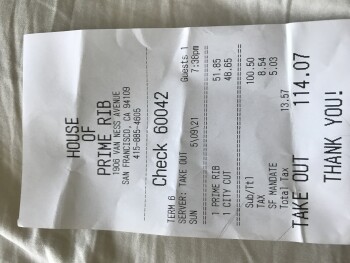 HOUSE
OF
PRIME RIB
1906 VAN NESS AVENUE
SAN FRANCISCO, CA 94109
415-885-4605
Check 60042
TERM 6
SERVER: TAKE OUT Guests 1
SUN 5/09/21 7:38pm
1 PRIME RIB 51.85
1 CITY CUT 48.65
Sub/ttl 100.50
TAX 8.54
SF MANDATE 5.03
Total Tax 13.57
TAKE OUT 114.07
THANK YOU!